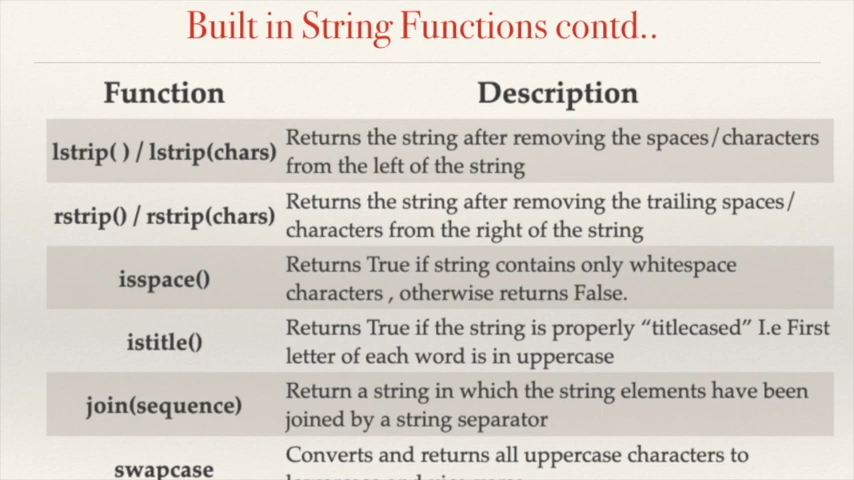 Built in String Functions contd..
Function Description
lstrip( ) / lstrip(chars) Returns the string after removing the spaces/characters
from the left of the string
rstrip() / rstrip(chars) Returns the string after removing the trailing spaces/
characters from the right of the string
isspace() Returns True if string contains only whitespace
characters , otherwise returns False.
istitle() Returns True if the string is properly “titlecased” I.e First
letter of each word is in uppercase
join(sequence) Return a string in which the string elements have been
joined by a string separator
swapcase Converts and returns all uppercase characters to